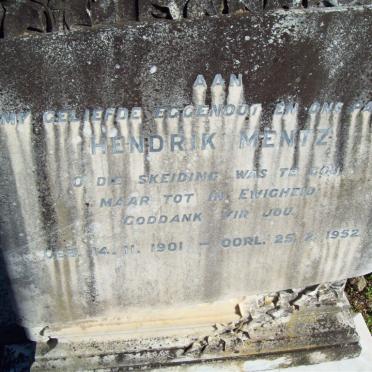 AAN
MY GELIEFDE EGGENOOT EN ONS PA
HENDRIK MENTZ
O DIE SKEIDING WAS TE GOU
MAAR TOT IN EWIGHEID
GODDANK VIR JOU
GEB. 14. 11. 1901 – OORL. 25. 2. 1952